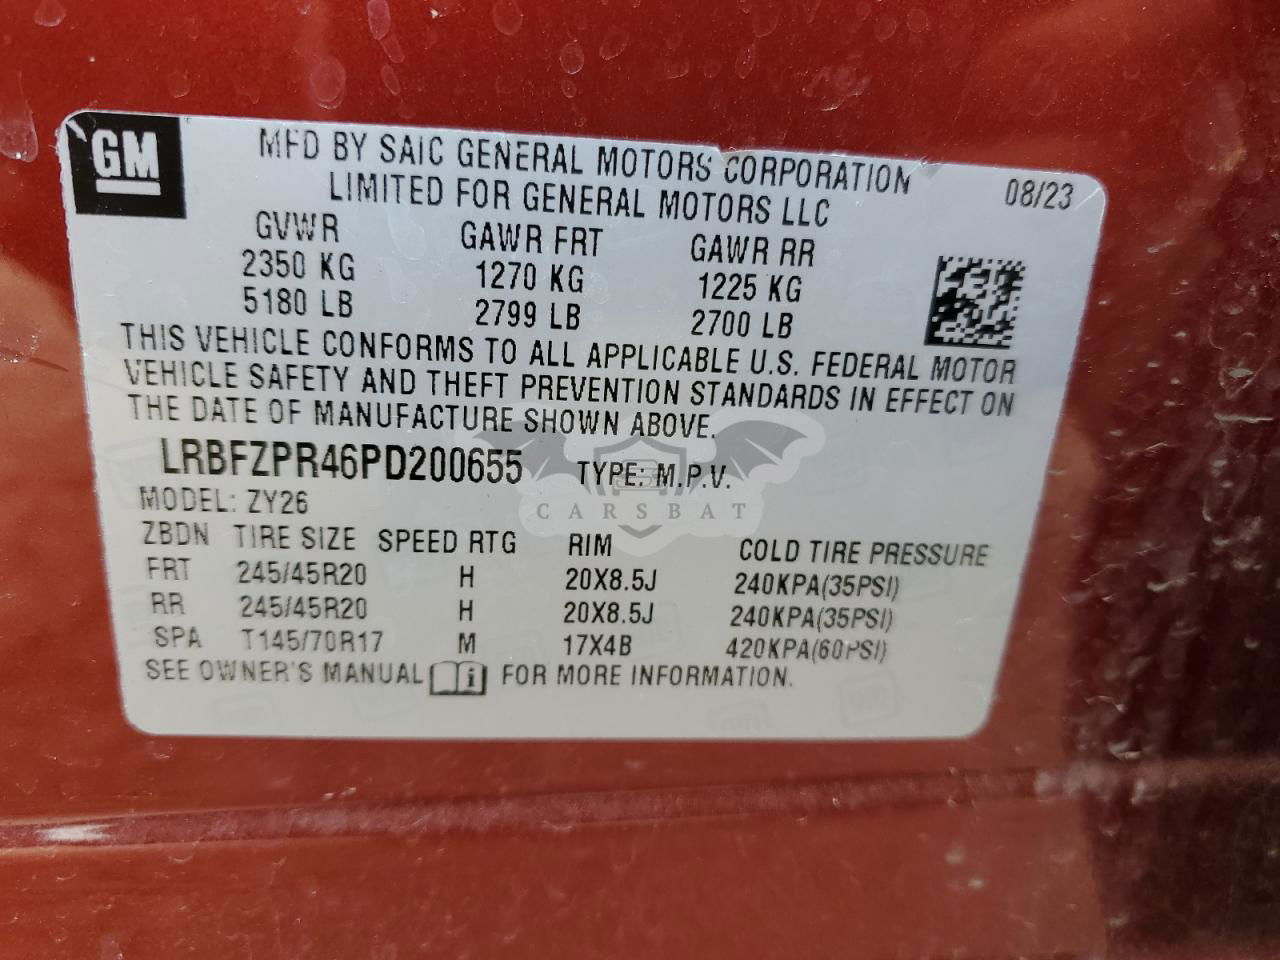 GM
MFD BY SAIC GENERAL MOTORS CORPORATION
LIMITED FOR GENERAL MOTORS LLC
08/23
GVWR GAWR FRT GAWR RR
2350 KG 1270 KG 1225 KG
5180 LB 2799 LB 2700 LB
THIS VEHICLE CONFORMS TO ALL APPLICABLE U.S. FEDERAL MOTOR
VEHICLE SAFETY AND THEFT PREVENTION STANDARDS IN EFFECT ON
THE DATE OF MANUFACTURE SHOWN ABOVE.
LRBFZPR46PD200655 TYPE: M.P.V.
MODEL: ZY26
CARSBAT
ZBDN TIRE SIZE SPEED RTG RIM COLD TIRE PRESSURE
FRT 245/45R20 H 20X8.5J 240KPA(35PSI)
RR 245/45R20 H 20X8.5J 240KPA(35PSI)
SPA T145/70R17 M 17X4B 420KPA(60PSI)
SEE OWNER'S MANUAL FOR MORE INFORMATION.